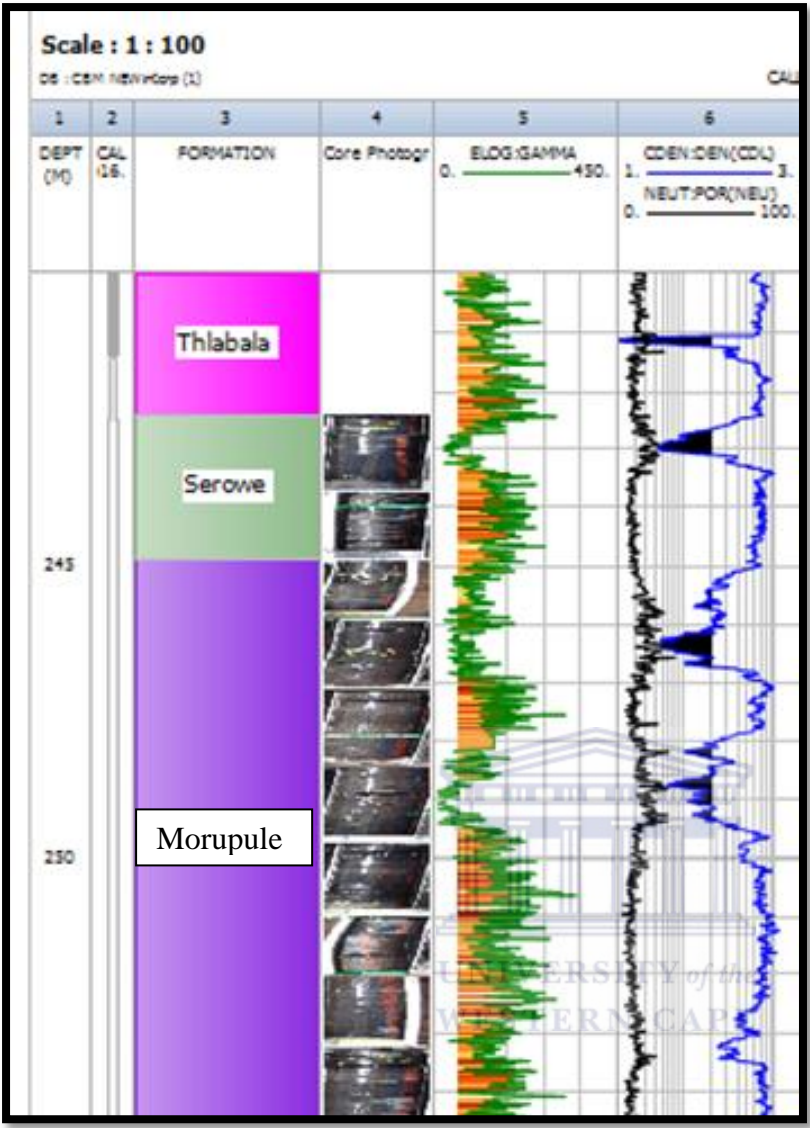 Scale : 1 : 100
CALI
1 2 3 4 5 6
DEPT CAL FORMATION Core Photogr ELOG:GAMMA CDEN:DEN(CDL)
(M) (16. 0. 450. 1. 3.
NEUT:POR(NEU)
0. 100.
Thlabala
Serowe
245
Morupule
250
UNIVERSITY of the
WESTERN CAPE